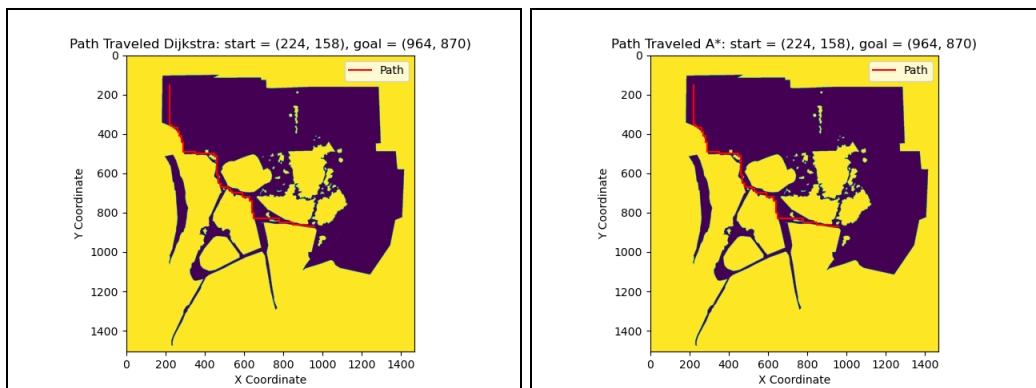 Path Traveled Dijkstra: start = (224, 158), goal = (964, 870)
Path
0
200
400
600
800
1000
1200
1400
Y Coordinate
0 200 400 600 800 1000 1200 1400
X Coordinate
Path Traveled A*: start = (224, 158), goal = (964, 870)
Path
0
200
400
600
800
1000
1200
1400
Y Coordinate
0 200 400 600 800 1000 1200 1400
X Coordinate